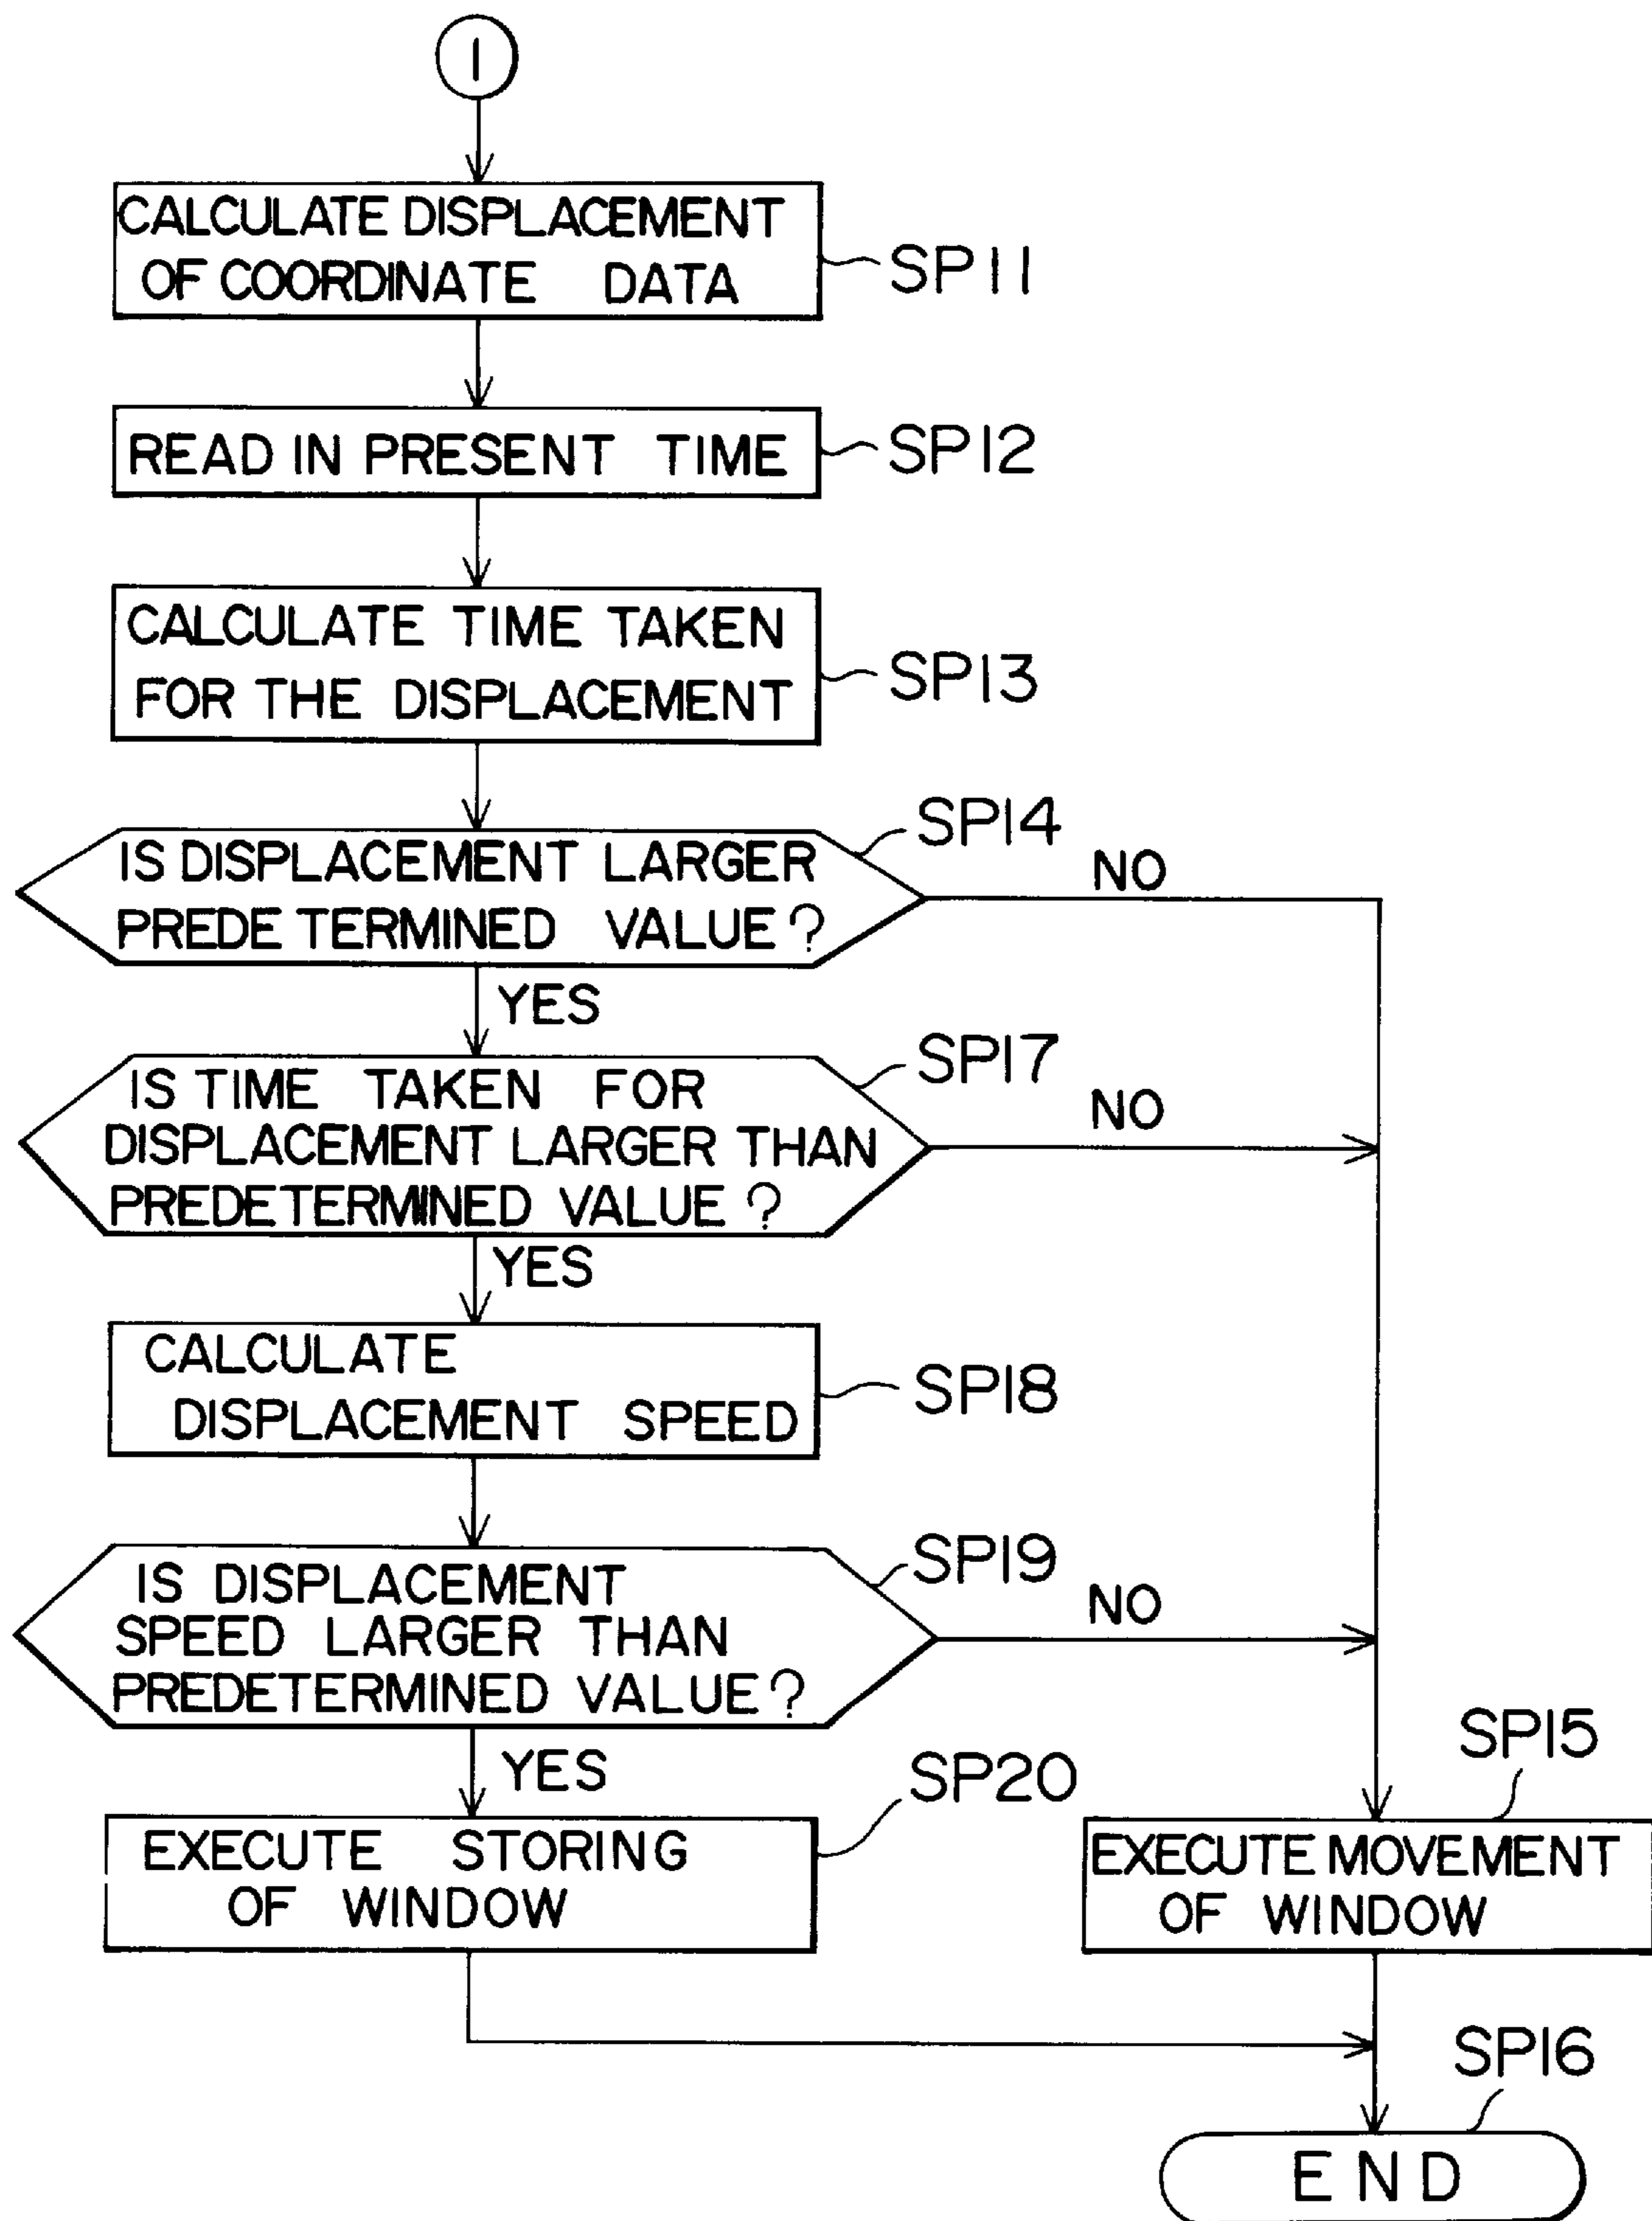 1
CALCULATE DISPLACEMENT
OF COORDINATE DATA
SP11
READ IN PRESENT TIME
SP12
CALCULATE TIME TAKEN
FOR THE DISPLACEMENT
SP13
SP14
IS DISPLACEMENT LARGER
PREDETERMINED VALUE?
NO
YES
SP17
IS TIME TAKEN FOR
DISPLACEMENT LARGER THAN
PREDETERMINED VALUE?
NO
YES
CALCULATE
DISPLACEMENT SPEED
SP18
SP19
IS DISPLACEMENT
SPEED LARGER THAN
PREDETERMINED VALUE?
NO
YES
SP20
EXECUTE STORING
OF WINDOW
SP15
EXECUTE MOVEMENT
OF WINDOW
SP16
END